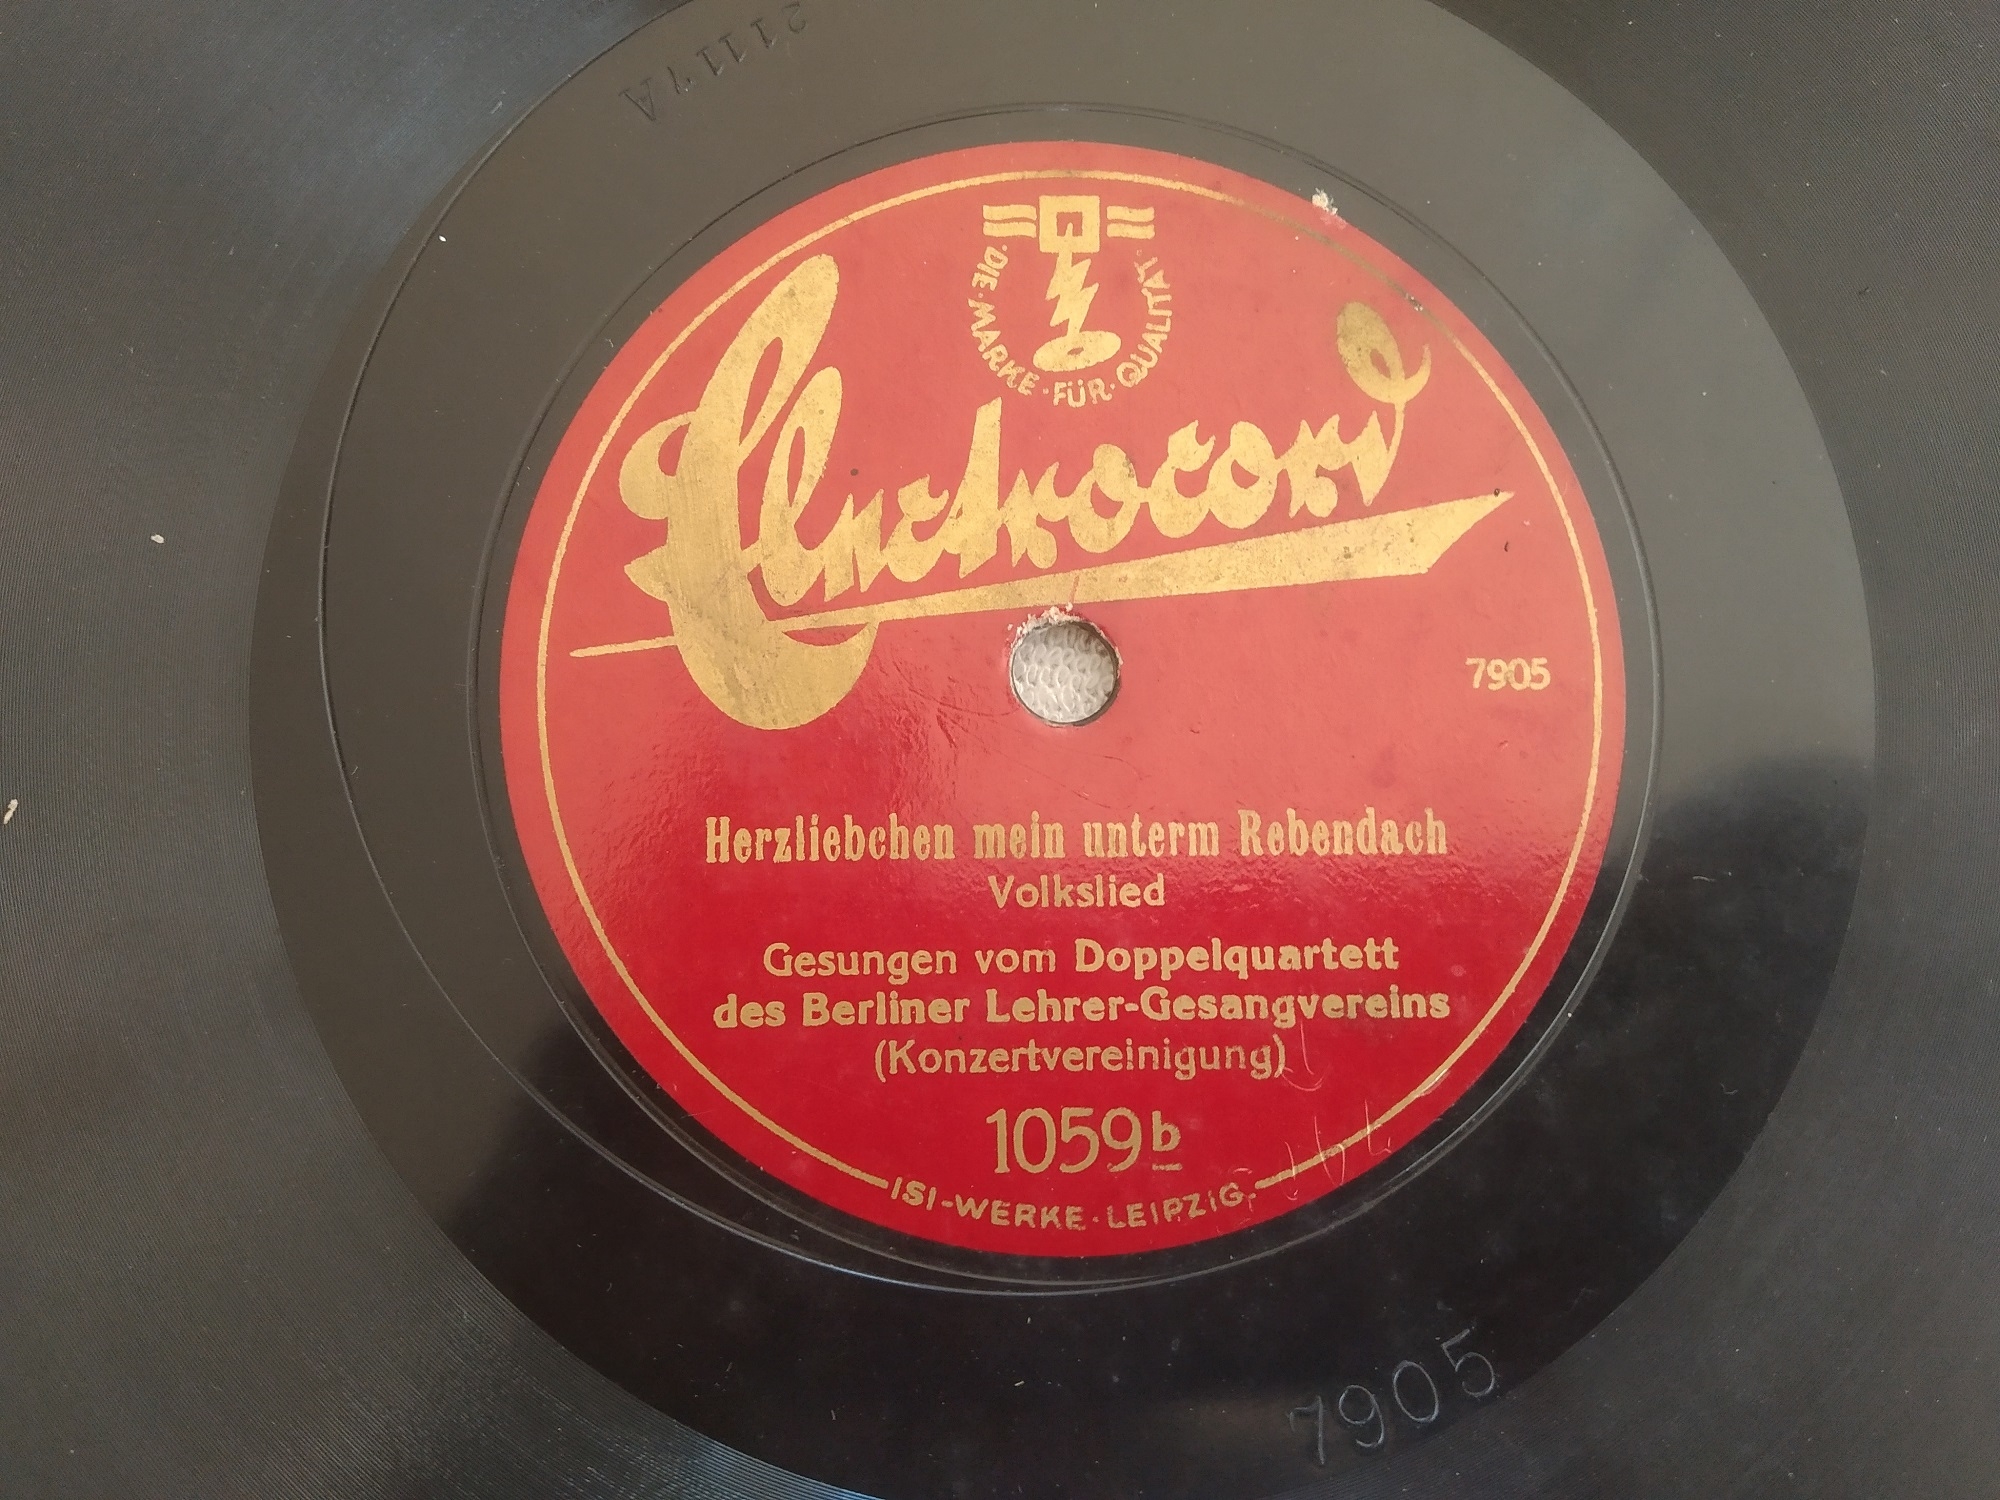 21117A
·DIE·MARKE·FÜR·QUALITÄT·
Electrocord
7905
Herzliebchen mein unterm Rebendach
Volkslied
Gesungen vom Doppelquartett
des Berliner Lehrer-Gesangvereins
(Konzertvereinigung)
1059b
ISI-WERKE·LEIPZIG.
7905